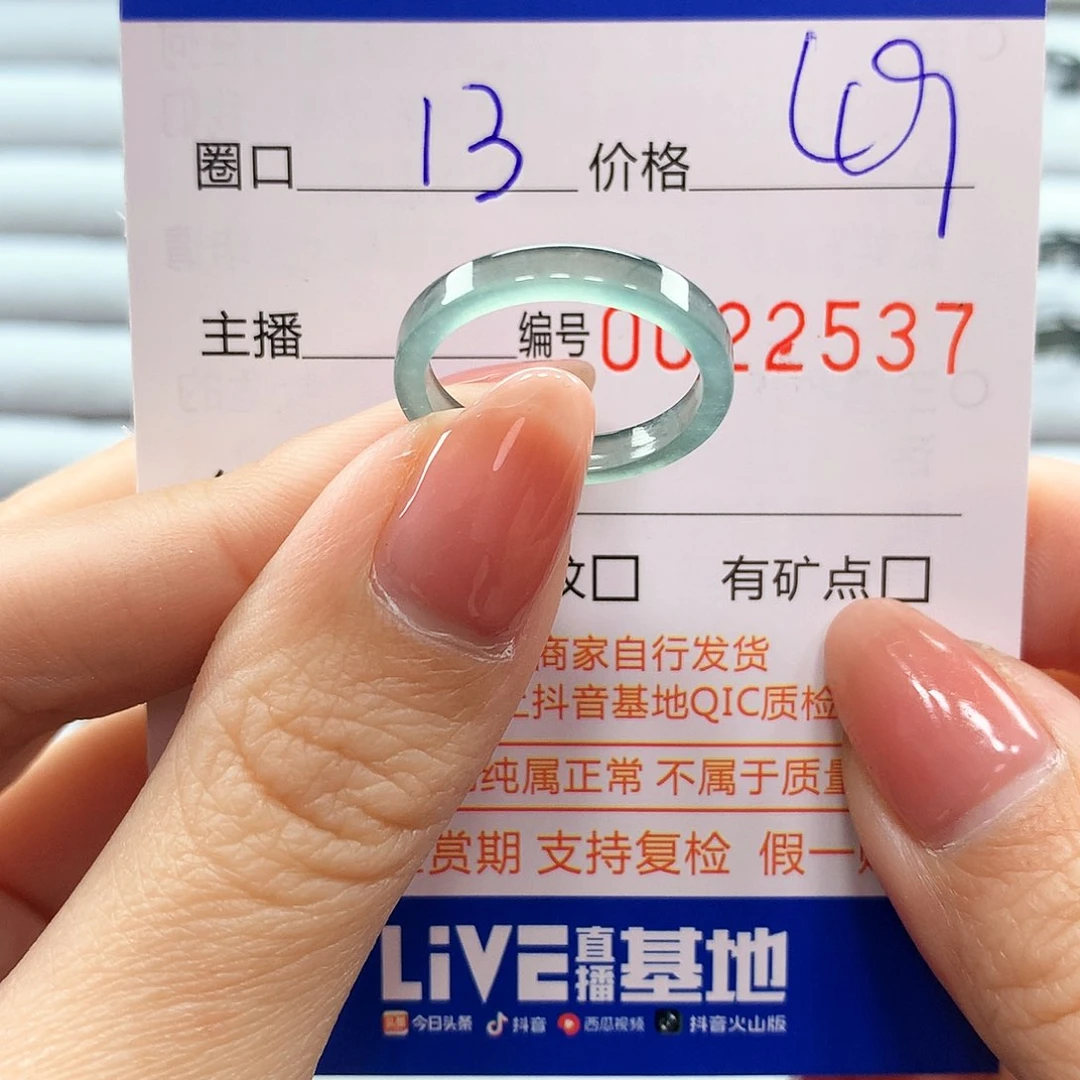 圈口 13 价格 49
主播 编号 0022537
纹□ 有矿点□
商家自行发货
抖音基地QIC质检
纯属正常 不属于质量
赏期 支持复检 假一
LiVE直播基地
今日头条 抖音 西瓜视频 抖音火山版